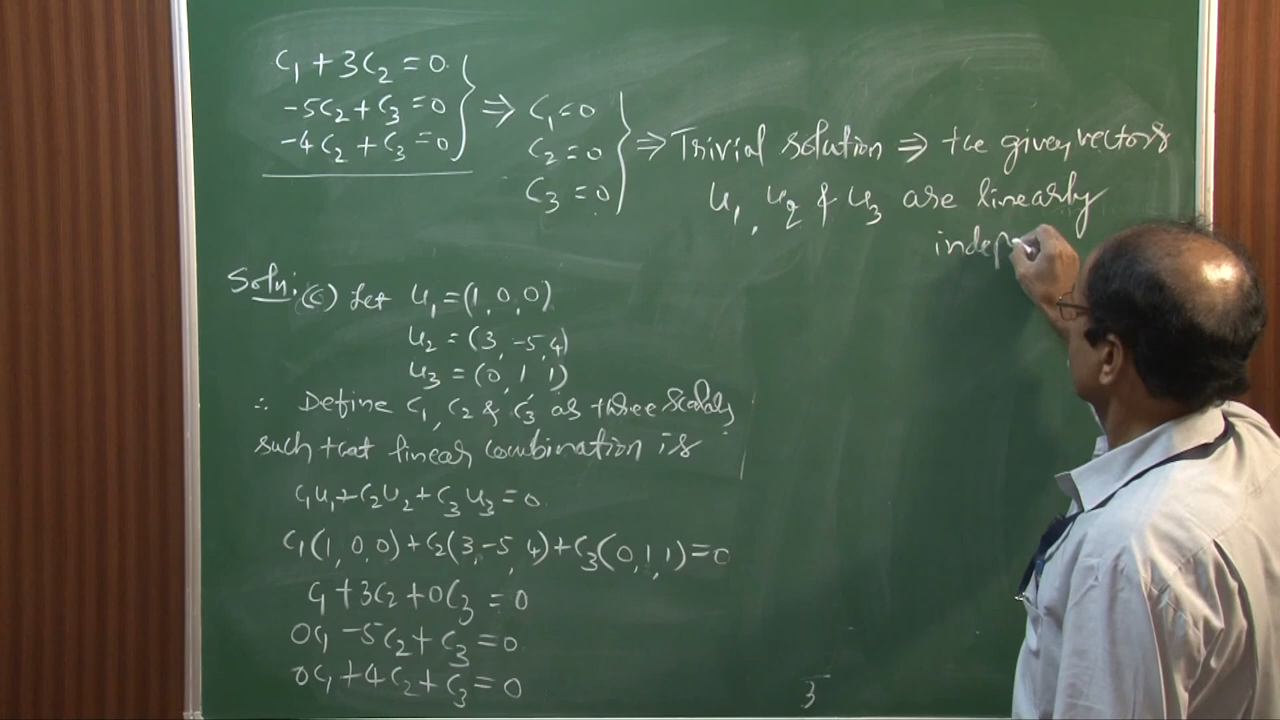 C₁ + 3C₂ = 0
-5C₂ + C₃ = 0
-4C₂ + C₃ = 0
⇒ C₁ = 0
C₂ = 0
C₃ = 0
⇒ Trivial solution ⇒ the given vectors
u₁, u₂ & u₃ are linearly
indep
Soln: (c) Let u₁ = (1, 0, 0)
u₂ = (3, -5, 4)
u₃ = (0, 1, 1)
∴ Define C₁, C₂ & C₃ as three scalars
such that linear combination is
C₁u₁ + C₂u₂ + C₃u₃ = 0
C₁(1, 0, 0) + C₂(3, -5, 4) + C₃(0, 1, 1) = 0
C₁ + 3C₂ + 0C₃ = 0
0C₁ - 5C₂ + C₃ = 0
0C₁ + 4C₂ + C₃ = 0